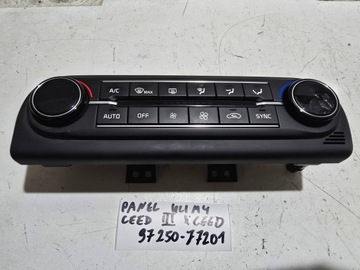 A/C MAX
AUTO OFF SYNC
PANEL KLIMY
CEED III XCEED
97250-J7201